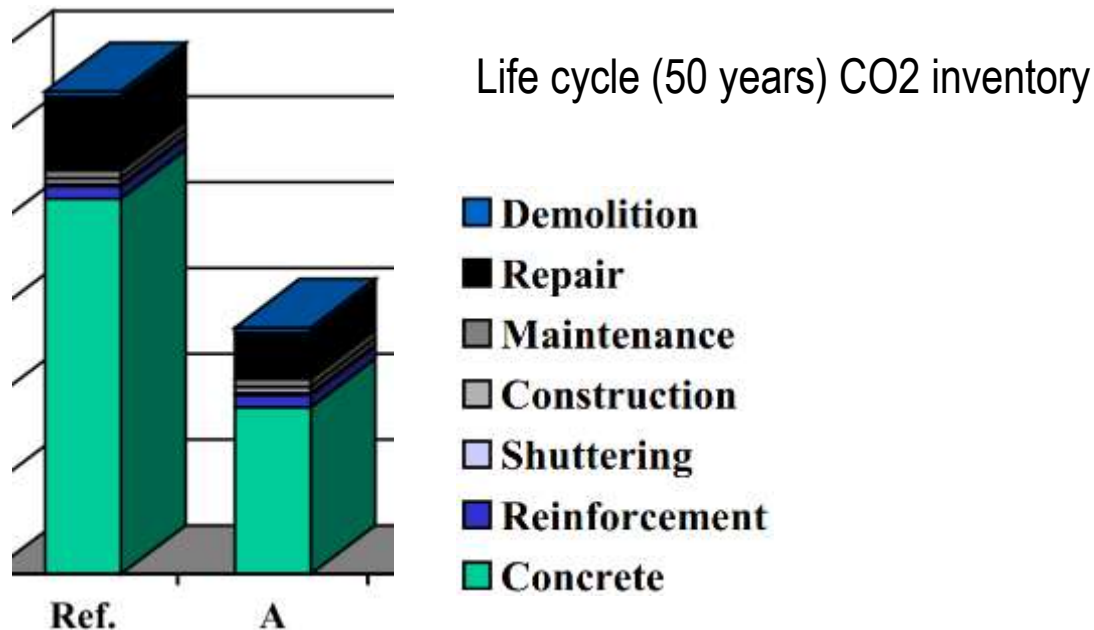 Life cycle (50 years) CO2 inventory
Demolition
Repair
Maintenance
Construction
Shuttering
Reinforcement
Concrete
Ref.
A